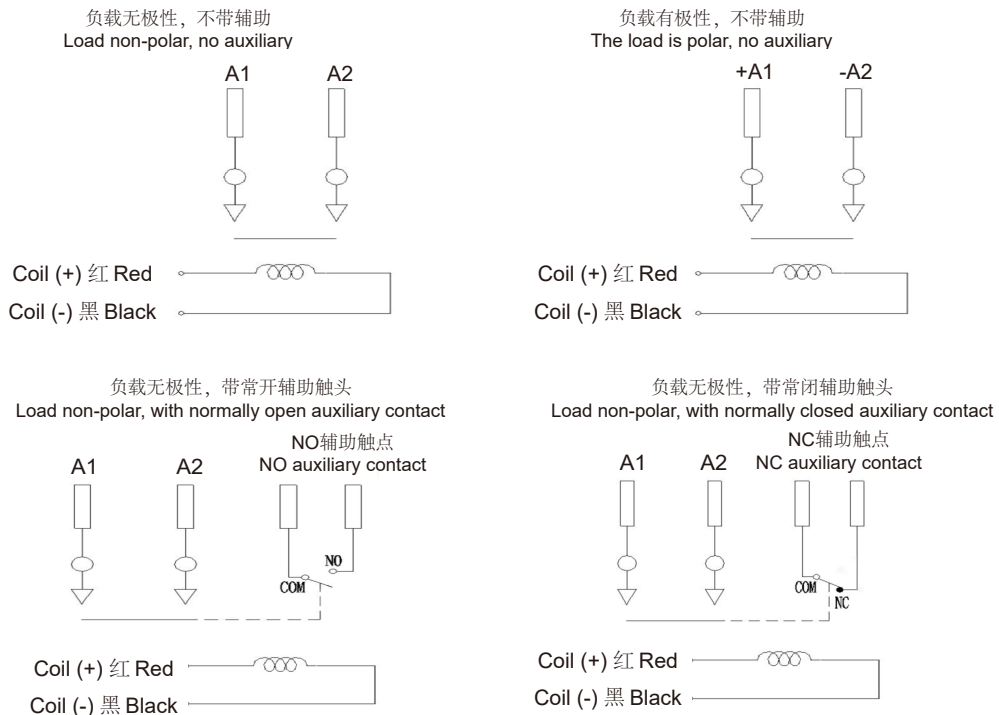 负载无极性，不带辅助
Load non-polar, no auxiliary
A1 A2
Coil (+) 红 Red
Coil (-) 黑 Black
负载有极性，不带辅助
The load is polar, no auxiliary
+A1 -A2
Coil (+) 红 Red
Coil (-) 黑 Black
负载无极性，带常开辅助触头
Load non-polar, with normally open auxiliary contact
NO辅助触点
A1 A2 NO auxiliary contact
NO
COM
Coil (+) 红 Red
Coil (-) 黑 Black
负载无极性，带常闭辅助触头
Load non-polar, with normally closed auxiliary contact
NC辅助触点
A1 A2 NC auxiliary contact
COM
NC
Coil (+) 红 Red
Coil (-) 黑 Black